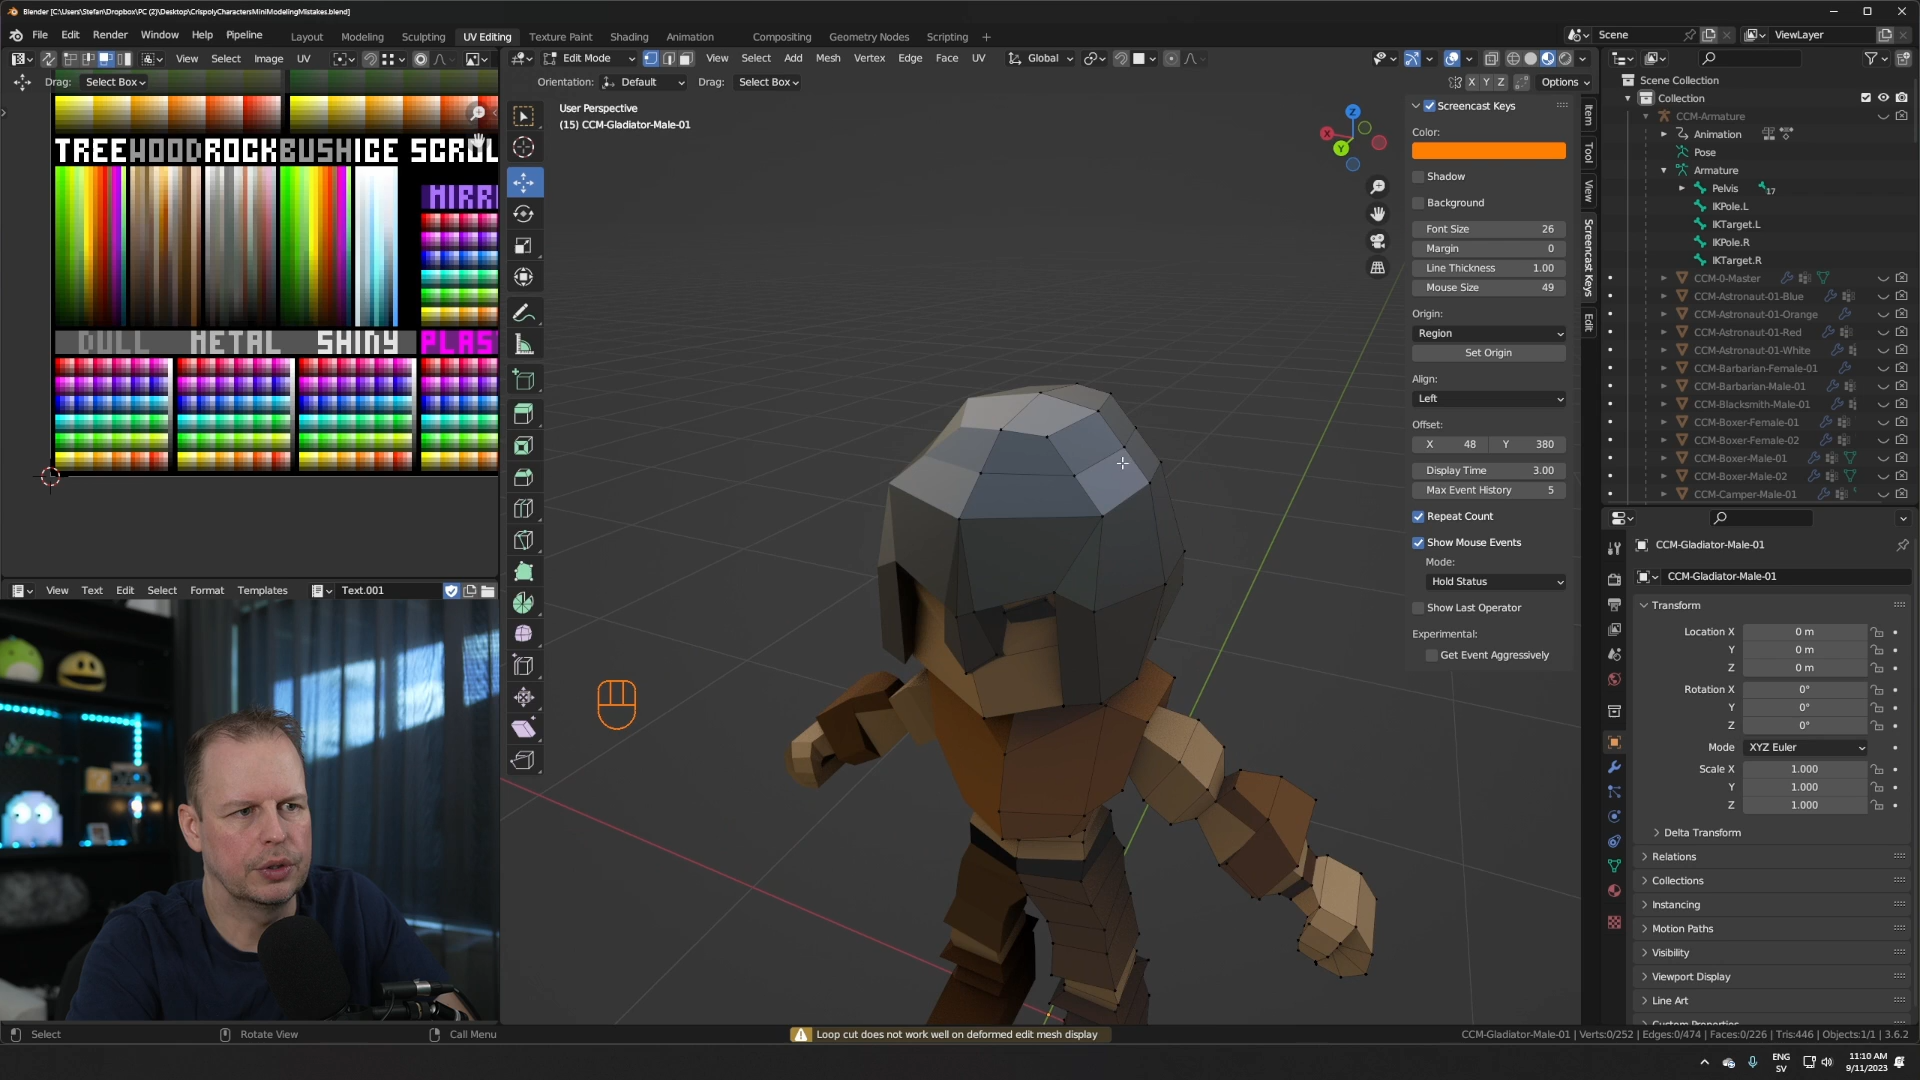 Blender [C:\Users\Stefan\Dropbox\PC (2)\Desktop\CrispolyCharactersMiniModelingMistakes.blend]
File Edit Render Window Help Pipeline
Layout Modeling Sculpting UV Editing Texture Paint Shading Animation Compositing Geometry Nodes Scripting +
Scene ViewLayer
View Select Image UV
Edit Mode View Select Add Mesh Vertex Edge Face UV Global
Drag: Select Box
Orientation: Default Drag: Select Box
X Y Z Options
User Perspective
(15) CCM-Gladiator-Male-01
TREE WOOD ROCK BUSH ICE SCROL
MIRR
DULL METAL SHINY PLAS
X Y Z
Screencast Keys
Color:
Shadow
Background
Font Size 26
Margin 0
Line Thickness 1.00
Mouse Size 49
Origin:
Region
Set Origin
Align:
Left
Offset:
X 48 Y 380
Display Time 3.00
Max Event History 5
Repeat Count
Show Mouse Events
Mode:
Hold Status
Show Last Operator
Experimental:
Get Event Aggressively
Item
Tool
View
Screencast Keys
Edit
Scene Collection
Collection
CCM-Armature
Animation
Pose
Armature
Pelvis 17
IKPole.L
IKTarget.L
IKPole.R
IKTarget.R
CCM-0-Master
CCM-Astronaut-01-Blue
CCM-Astronaut-01-Orange
CCM-Astronaut-01-Red
CCM-Astronaut-01-White
CCM-Barbarian-Female-01
CCM-Barbarian-Male-01
CCM-Blacksmith-Male-01
CCM-Boxer-Female-01
CCM-Boxer-Female-02
CCM-Boxer-Male-01
CCM-Boxer-Male-02
CCM-Camper-Male-01
CCM-Gladiator-Male-01
CCM-Gladiator-Male-01
Transform
Location X 0 m
Y 0 m
Z 0 m
Rotation X 0°
Y 0°
Z 0°
Mode XYZ Euler
Scale X 1.000
Y 1.000
Z 1.000
Delta Transform
Relations
Collections
Instancing
Motion Paths
Visibility
Viewport Display
Line Art
Custom Properties
View Text Edit Select Format Templates Text.001
Select Rotate View Call Menu
Loop cut does not work well on deformed edit mesh display
CCM-Gladiator-Male-01 | Verts:0/252 | Edges:0/474 | Faces:0/226 | Tris:446 | Objects:1/1 | 3.6.2
ENG
SV
11:10 AM
9/11/2023